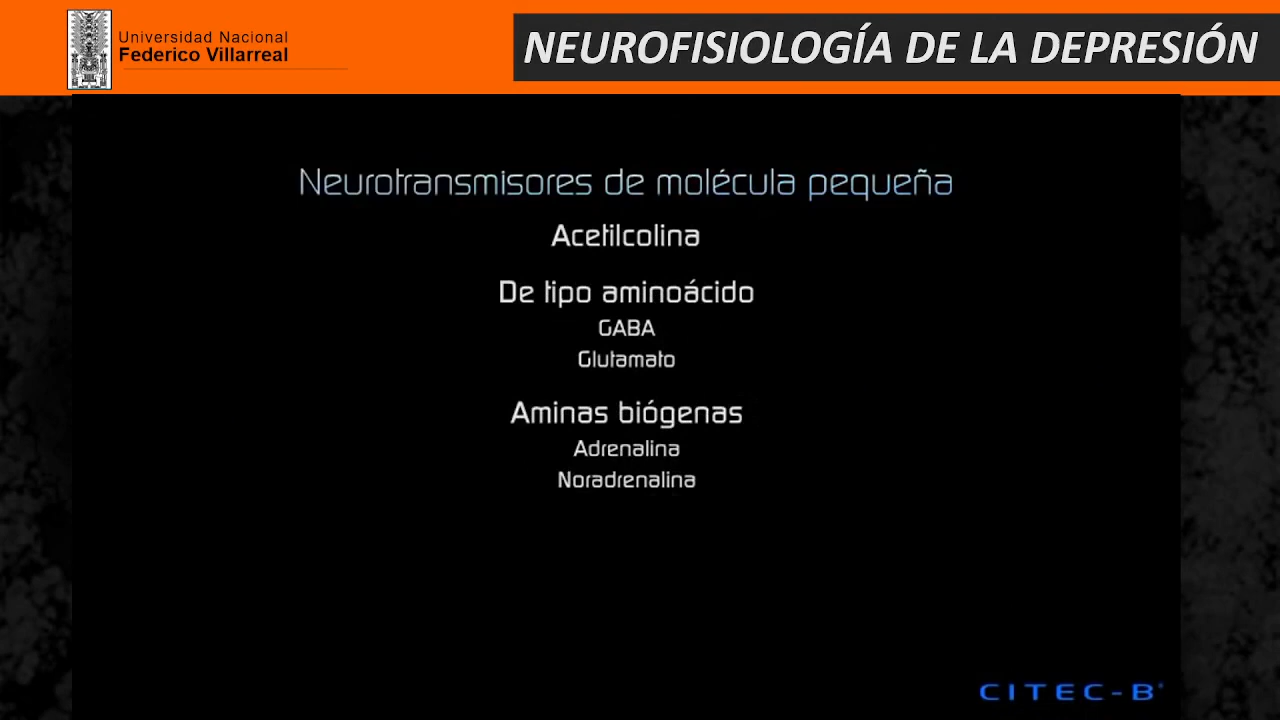 Universidad Nacional
Federico Villarreal
NEUROFISIOLOGÍA DE LA DEPRESIÓN
Neurotransmisores de molécula pequeña
Acetilcolina
De tipo aminoácido
GABA
Glutamato
Aminas biógenas
Adrenalina
Noradrenalina
CITEC-B